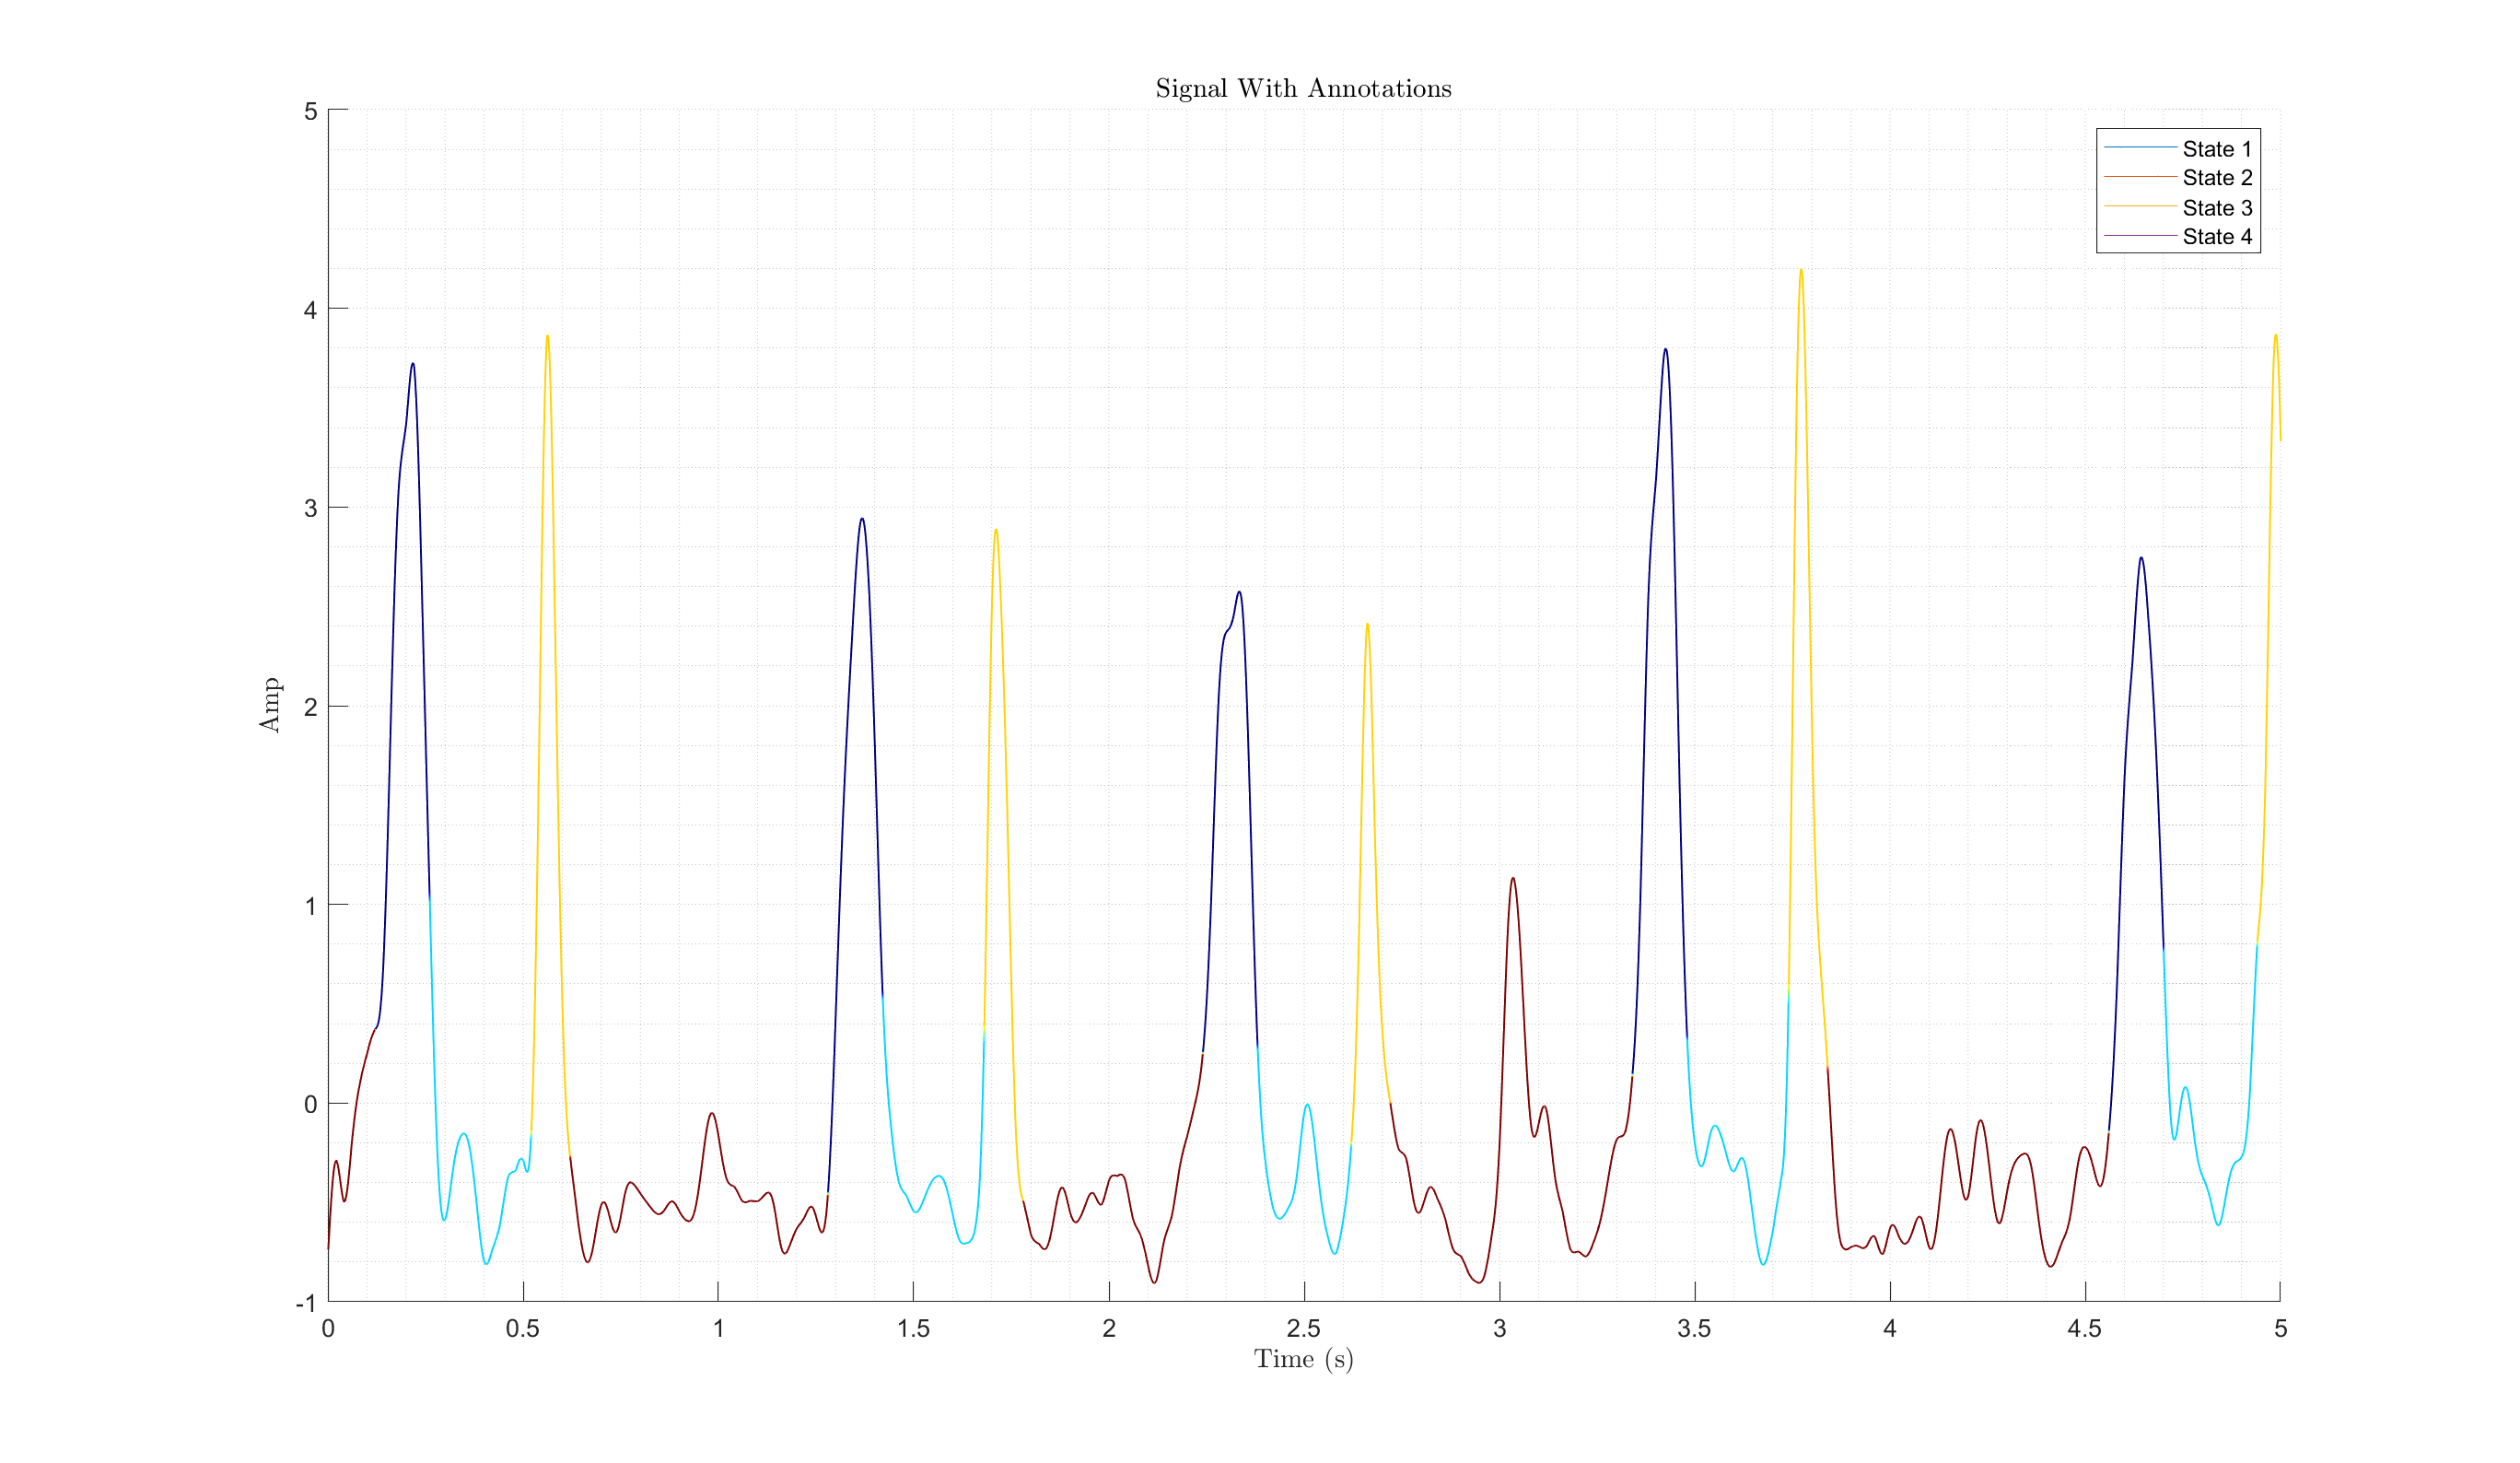 Signal With Annotations
5
4
3
2
1
0
-1
Amp
State 1
State 2
State 3
State 4
0 0.5 1 1.5 2 2.5 3 3.5 4 4.5 5
Time (s)